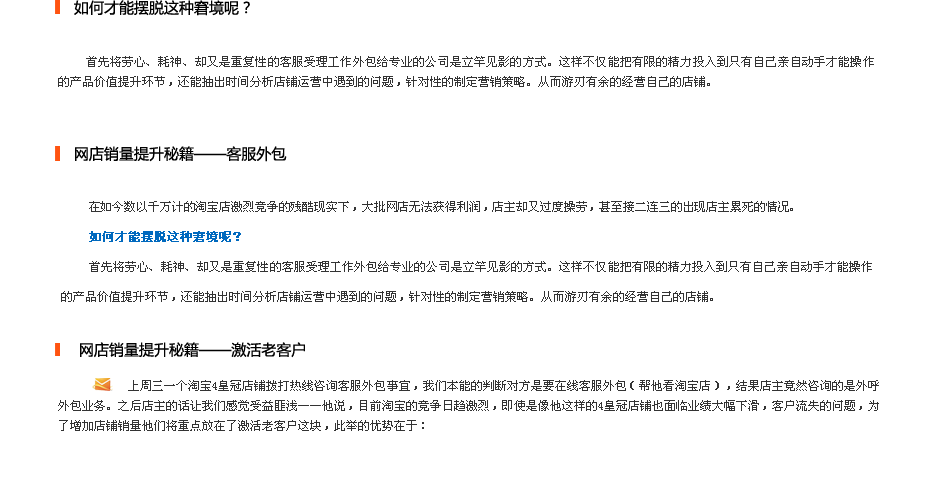 如何才能摆脱这种窘境呢？
首先将劳心、耗神、却又是重复性的客服受理工作外包给专业的公司是立竿见影的方式。这样不仅能把有限的精力投入到只有自己亲自动手才能操作
的产品价值提升环节，还能抽出时间分析店铺运营中遇到的问题，针对性的制定营销策略。从而游刃有余的经营自己的店铺。
网店销量提升秘籍——客服外包
在如今数以千万计的淘宝店激烈竞争的残酷现实下，大批网店无法获得利润，店主却又过度操劳，甚至接二连三的出现店主累死的情况。
如何才能摆脱这种窘境呢？
首先将劳心、耗神、却又是重复性的客服受理工作外包给专业的公司是立竿见影的方式。这样不仅能把有限的精力投入到只有自己亲自动手才能操作
的产品价值提升环节，还能抽出时间分析店铺运营中遇到的问题，针对性的制定营销策略。从而游刃有余的经营自己的店铺。
网店销量提升秘籍——激活老客户
上周三一个淘宝4皇冠店铺拨打热线咨询客服外包事宜，我们本能的判断对方是要在线客服外包（帮他看淘宝店），结果店主竟然咨询的是外呼
外包业务。之后店主的话让我们感觉受益匪浅——他说，目前淘宝的竞争日趋激烈，即使是像他这样的4皇冠店铺也面临业绩大幅下滑，客户流失的问题，为
了增加店铺销量他们将重点放在了激活老客户这块，此举的优势在于：